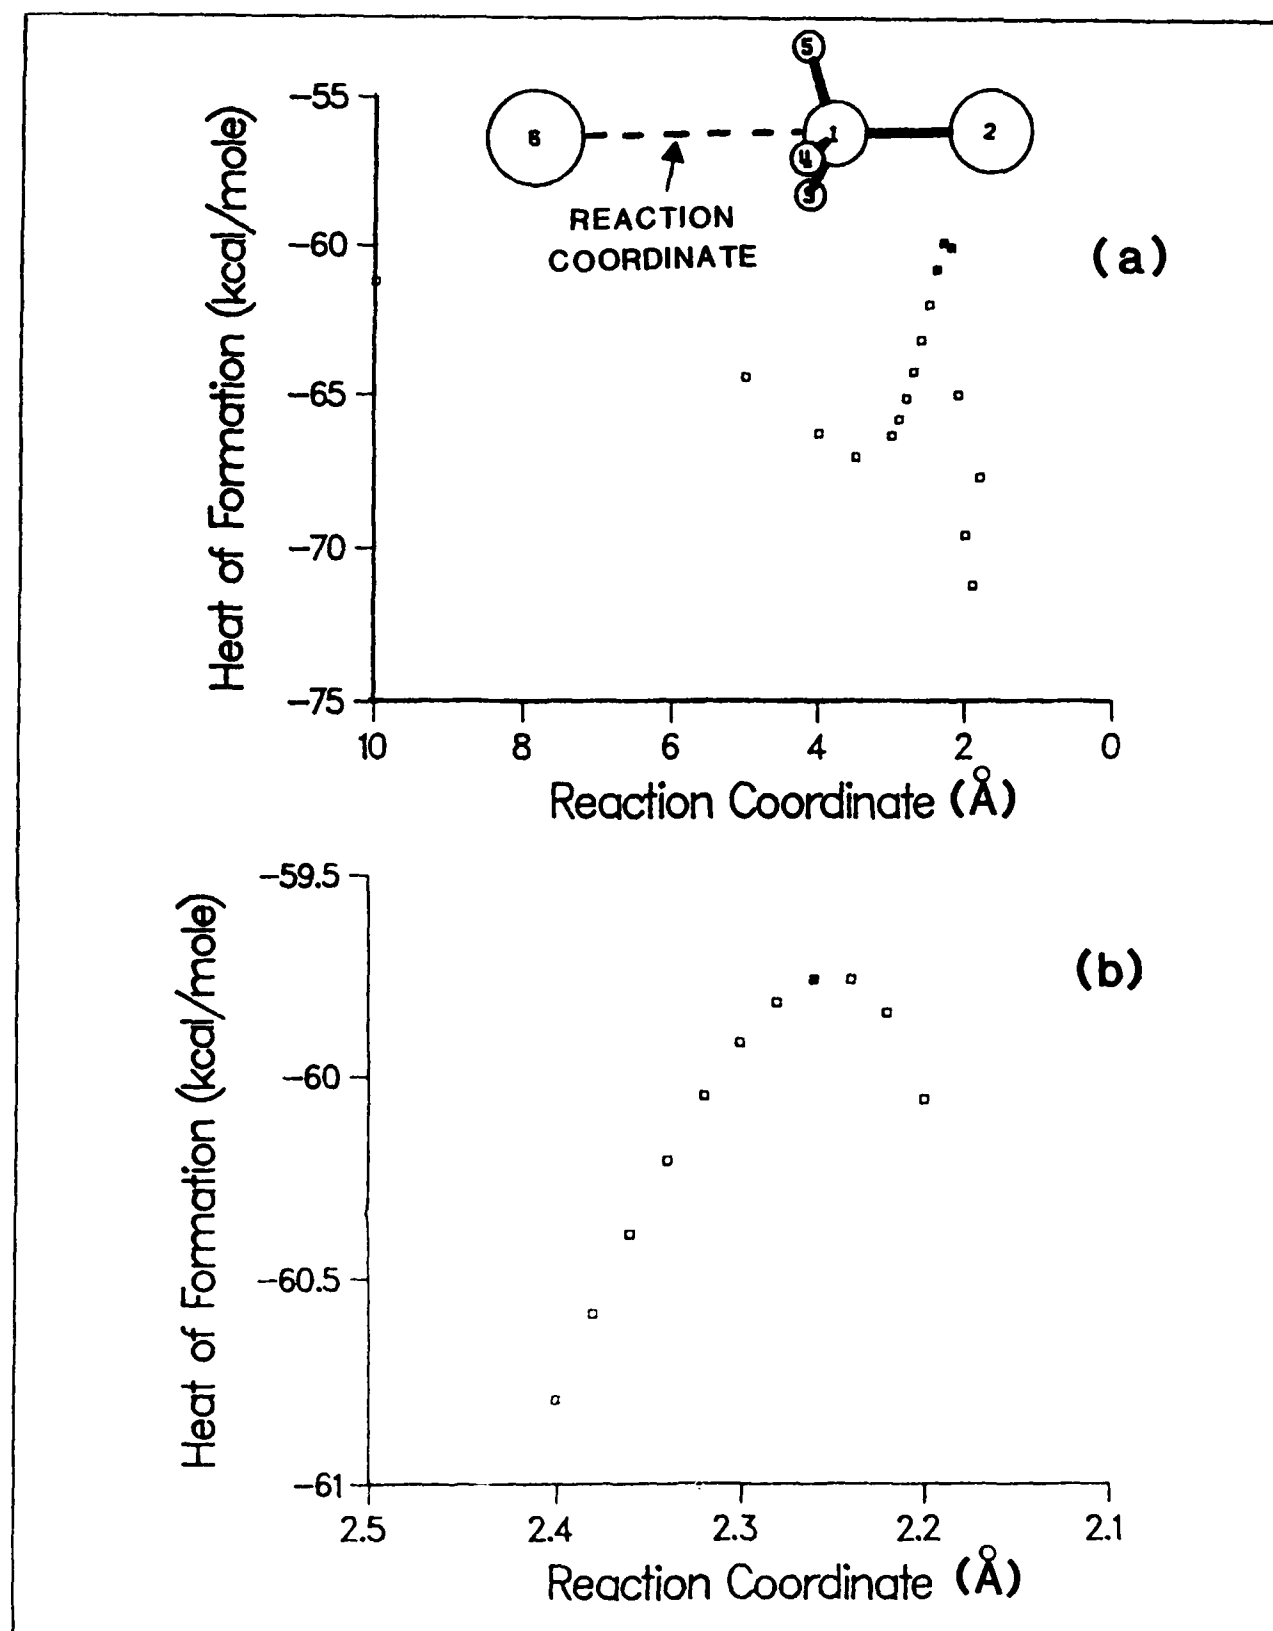 5
−55
6
1
2
4
3
REACTION
COORDINATE
−60
(a)
−65
−70
−75
10 8 6 4 2 0
Heat of Formation (kcal/mole)
Reaction Coordinate (Å)
−59.5
(b)
−60
−60.5
−61
2.5 2.4 2.3 2.2 2.1
Heat of Formation (kcal/mole)
Reaction Coordinate (Å)